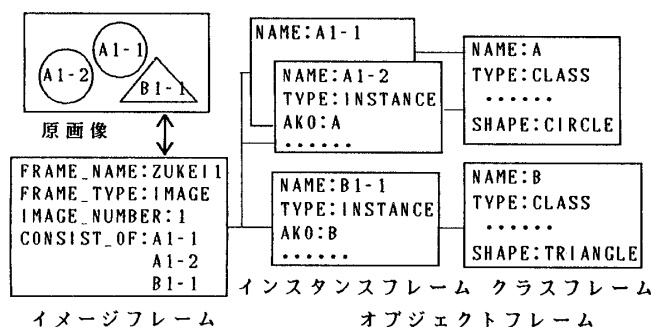 A1-1
A1-2
B1-1
原画像
FRAME_NAME:ZUKEI1
FRAME_TYPE:IMAGE
IMAGE_NUMBER:1
CONSIST_OF:A1-1
A1-2
B1-1
イメージフレーム
NAME:A1-1
NAME:A1-2
TYPE:INSTANCE
AKO:A
......
NAME:B1-1
TYPE:INSTANCE
AKO:B
......
インスタンスフレーム
NAME:A
TYPE:CLASS
......
SHAPE:CIRCLE
NAME:B
TYPE:CLASS
......
SHAPE:TRIANGLE
クラスフレーム
オブジェクトフレーム